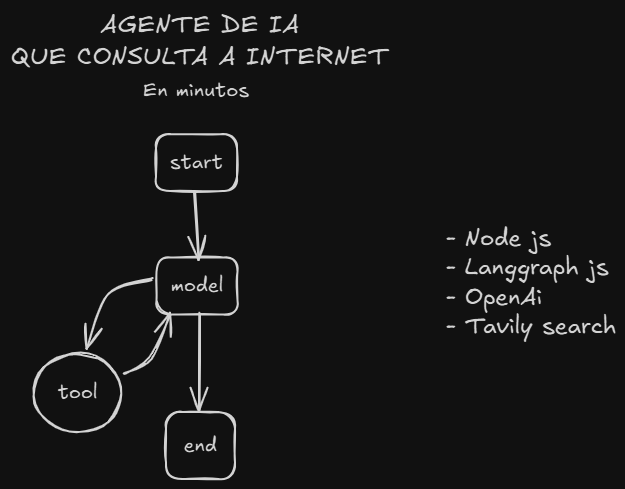 AGENTE DE IA
QUE CONSULTA A INTERNET
En minutos
start
model
tool
end
- Node js
- Langgraph js
- OpenAi
- Tavily search